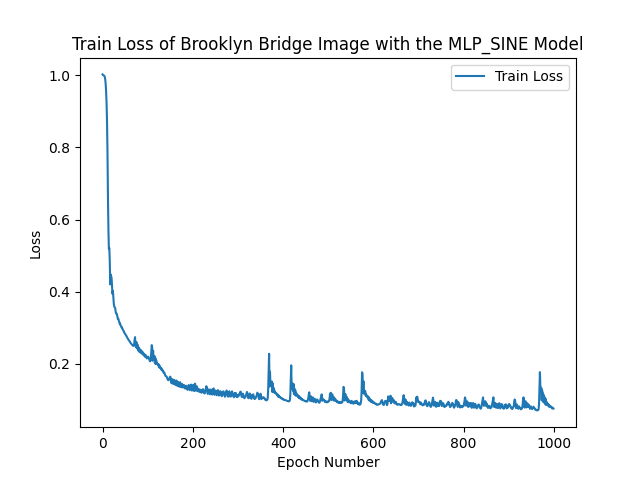 Train Loss of Brooklyn Bridge Image with the MLP_SINE Model
Train Loss
1.0
0.8
0.6
0.4
0.2
Loss
0
200
400
600
800
1000
Epoch Number